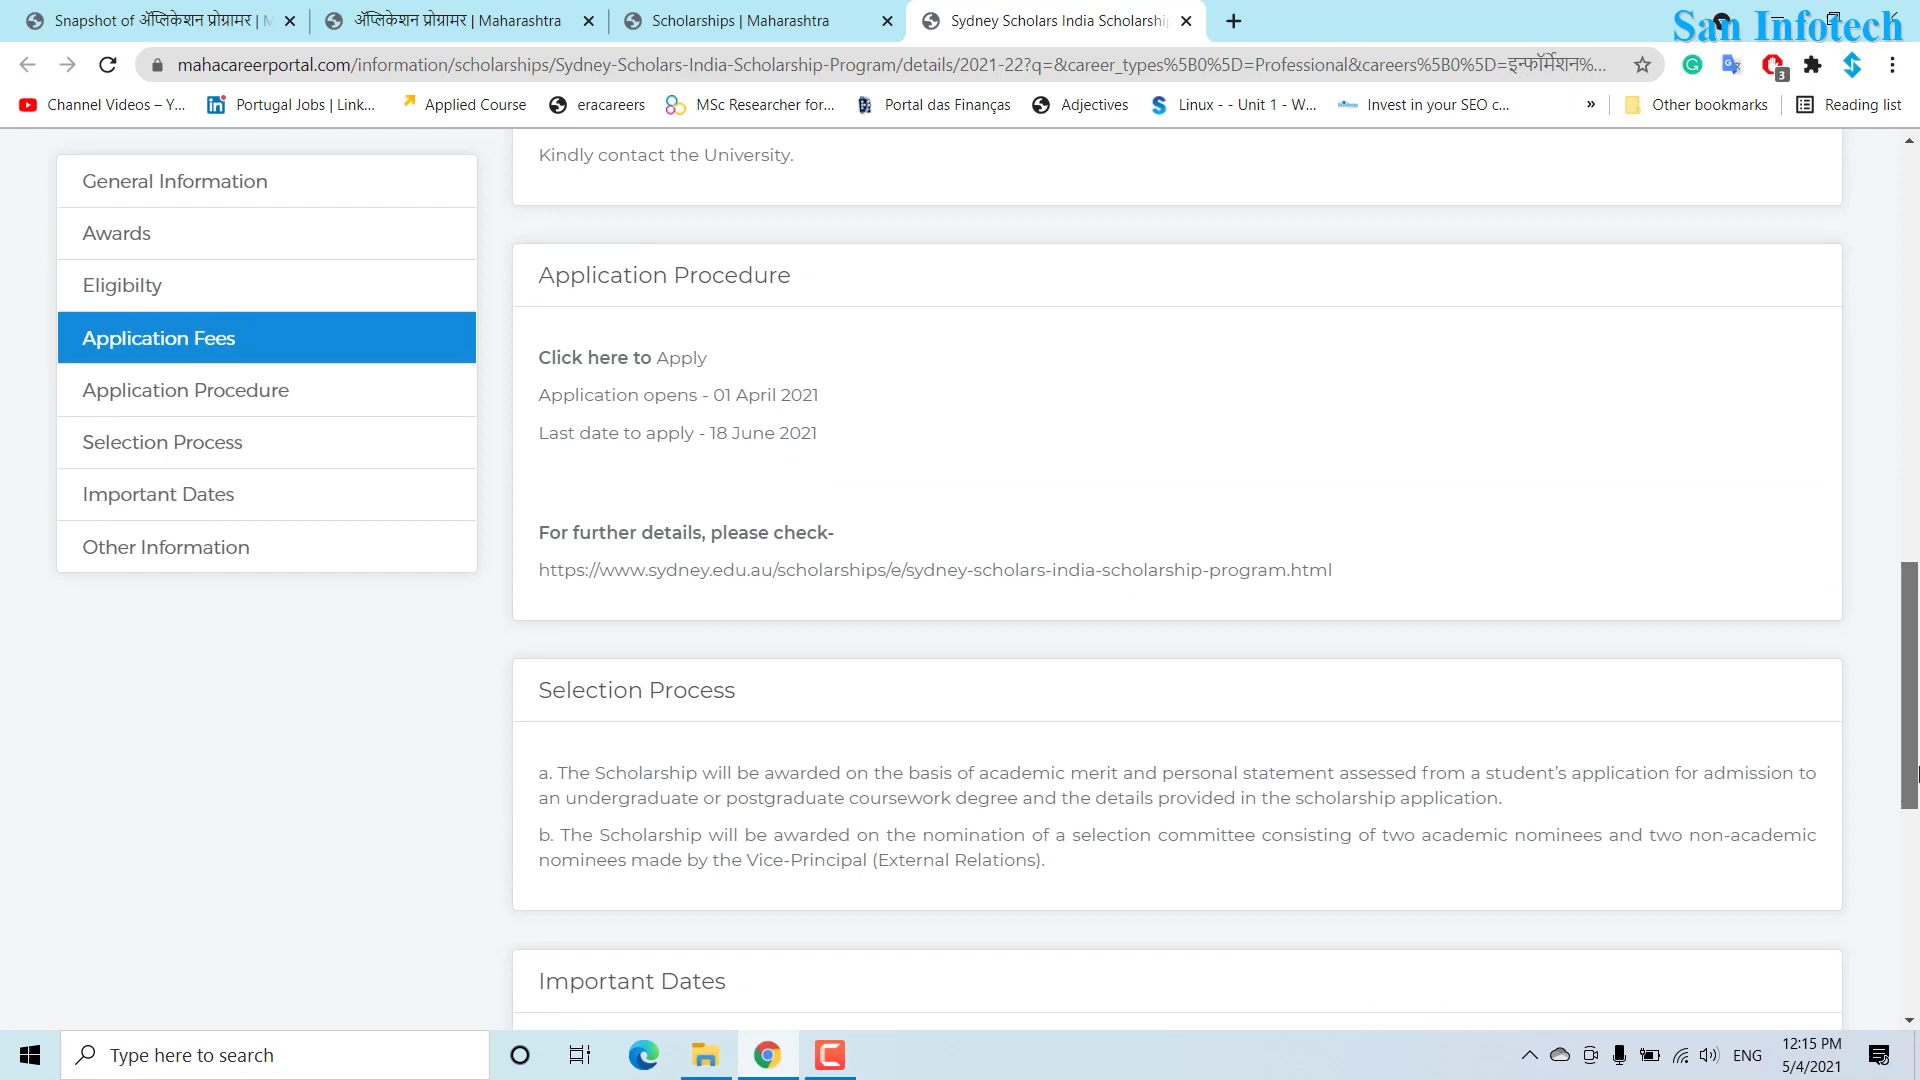 Snapshot of ॲप्लिकेशन प्रोग्रामर | M
ॲप्लिकेशन प्रोग्रामर | Maharashtra
Scholarships | Maharashtra
Sydney Scholars India Scholarshi
San Infotech
mahacareerportal.com/information/scholarships/Sydney-Scholars-India-Scholarship-Program/details/2021-22?q=&career_types%5B0%5D=Professional&careers%5B0%5D=इन्फॉर्मेशन%...
3
Channel Videos – Y...
Portugal Jobs | Link...
Applied Course
eracareers
MSc Researcher for...
Portal das Finanças
Adjectives
Linux - - Unit 1 - W...
Invest in your SEO c...
»
Other bookmarks
Reading list
General Information
Awards
Eligibilty
Application Fees
Application Procedure
Selection Process
Important Dates
Other Information
Kindly contact the University.
Application Procedure
Click here to Apply
Application opens - 01 April 2021
Last date to apply - 18 June 2021
For further details, please check-
https://www.sydney.edu.au/scholarships/e/sydney-scholars-india-scholarship-program.html
Selection Process
a. The Scholarship will be awarded on the basis of academic merit and personal statement assessed from a student’s application for admission to
an undergraduate or postgraduate coursework degree and the details provided in the scholarship application.
b. The Scholarship will be awarded on the nomination of a selection committee consisting of two academic nominees and two non-academic
nominees made by the Vice-Principal (External Relations).
Important Dates
Type here to search
ENG
12:15 PM
5/4/2021